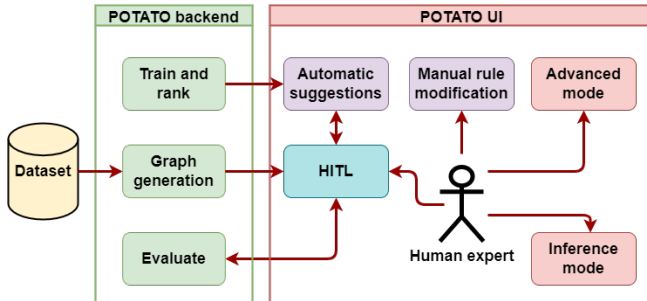 POTATO backend
POTATO UI
Train and
rank
Automatic
suggestions
Manual rule
modification
Advanced
mode
Dataset
Graph
generation
HITL
Human expert
Evaluate
Inference
mode